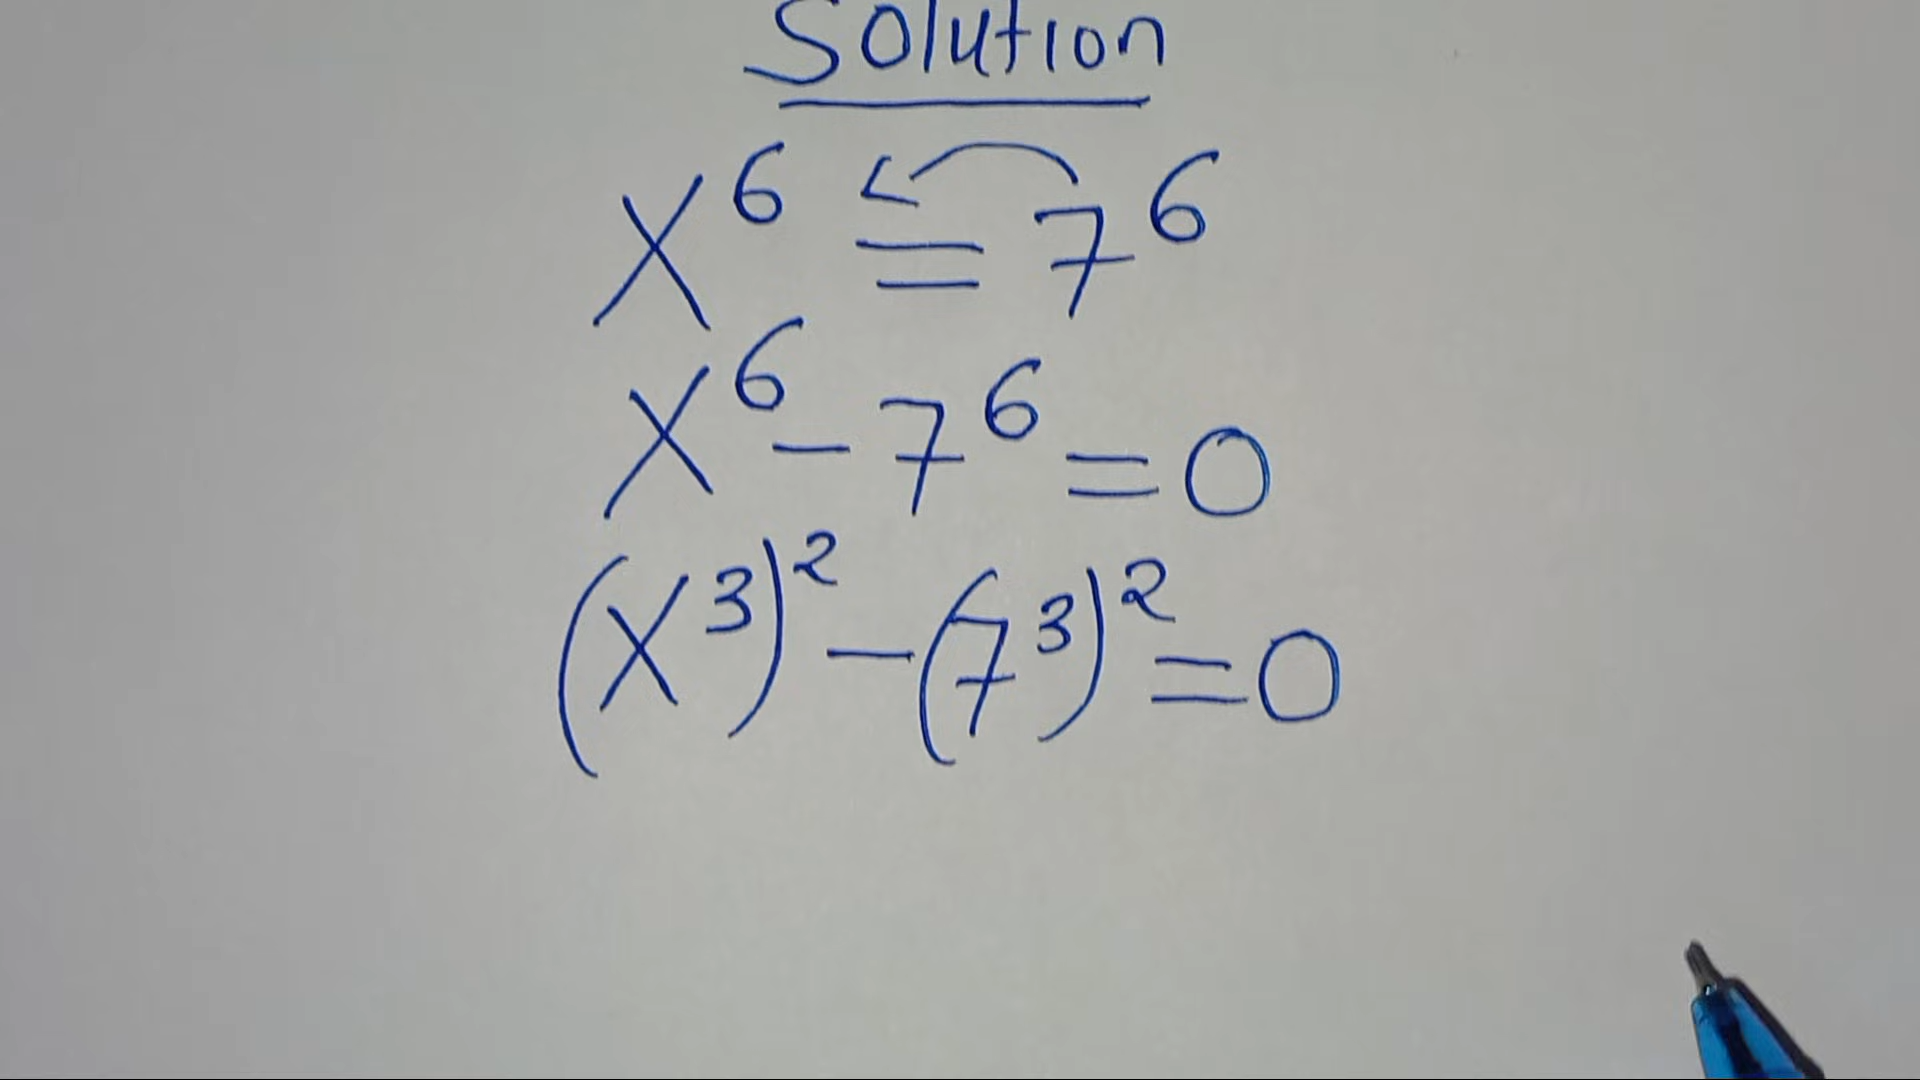 Solution
x⁶ = 7⁶
x⁶ - 7⁶ = 0
(x³)² - (7³)² = 0